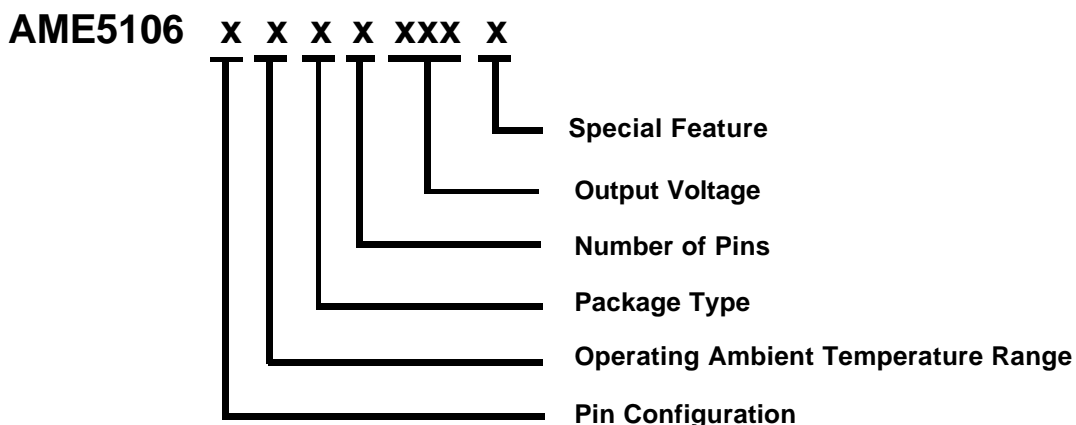 AME5106 x x x x xxx x
Special Feature
Output Voltage
Number of Pins
Package Type
Operating Ambient Temperature Range
Pin Configuration